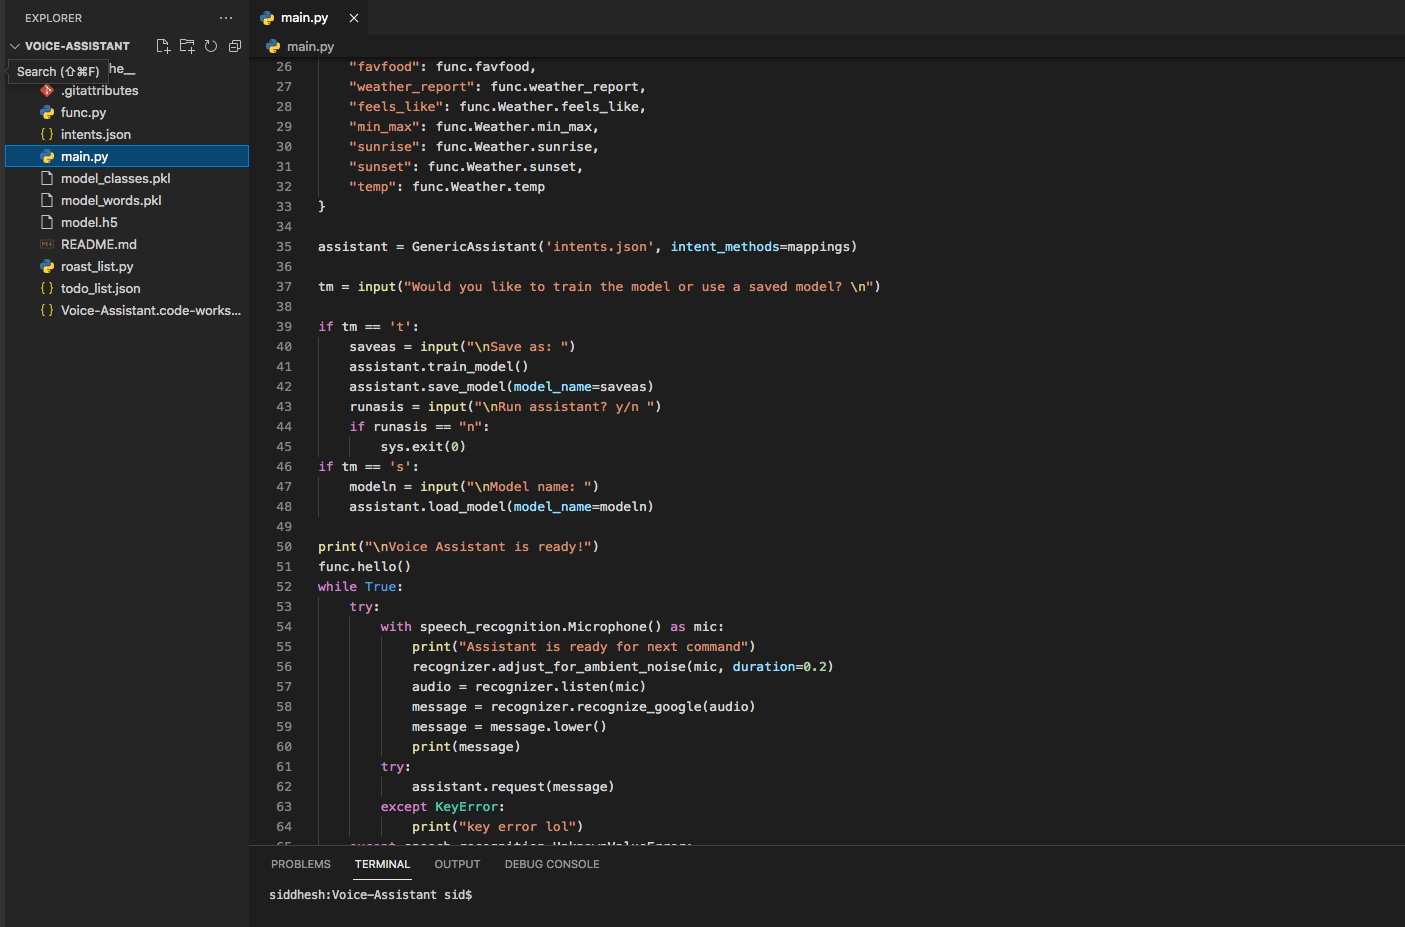 EXPLORER
VOICE-ASSISTANT
Search (⇧⌘F)
he__
.gitattributes
func.py
{} intents.json
main.py
model_classes.pkl
model_words.pkl
model.h5
README.md
roast_list.py
{} todo_list.json
{} Voice-Assistant.code-works...
main.py
main.py
26 "favfood": func.favfood,
27 "weather_report": func.weather_report,
28 "feels_like": func.Weather.feels_like,
29 "min_max": func.Weather.min_max,
30 "sunrise": func.Weather.sunrise,
31 "sunset": func.Weather.sunset,
32 "temp": func.Weather.temp
33 }
34
35 assistant = GenericAssistant('intents.json', intent_methods=mappings)
36
37 tm = input("Would you like to train the model or use a saved model? \n")
38
39 if tm == 't':
40     saveas = input("\nSave as: ")
41     assistant.train_model()
42     assistant.save_model(model_name=saveas)
43     runasis = input("\nRun assistant? y/n ")
44     if runasis == "n":
45         sys.exit(0)
46 if tm == 's':
47     modeln = input("\nModel name: ")
48     assistant.load_model(model_name=modeln)
49
50 print("\nVoice Assistant is ready!")
51 func.hello()
52 while True:
53     try:
54         with speech_recognition.Microphone() as mic:
55             print("Assistant is ready for next command")
56             recognizer.adjust_for_ambient_noise(mic, duration=0.2)
57             audio = recognizer.listen(mic)
58             message = recognizer.recognize_google(audio)
59             message = message.lower()
60             print(message)
61         try:
62             assistant.request(message)
63         except KeyError:
64             print("key error lol")
65     except speech_recognition.UnknownValueError:
PROBLEMS
TERMINAL
OUTPUT
DEBUG CONSOLE
siddhesh:Voice-Assistant sid$